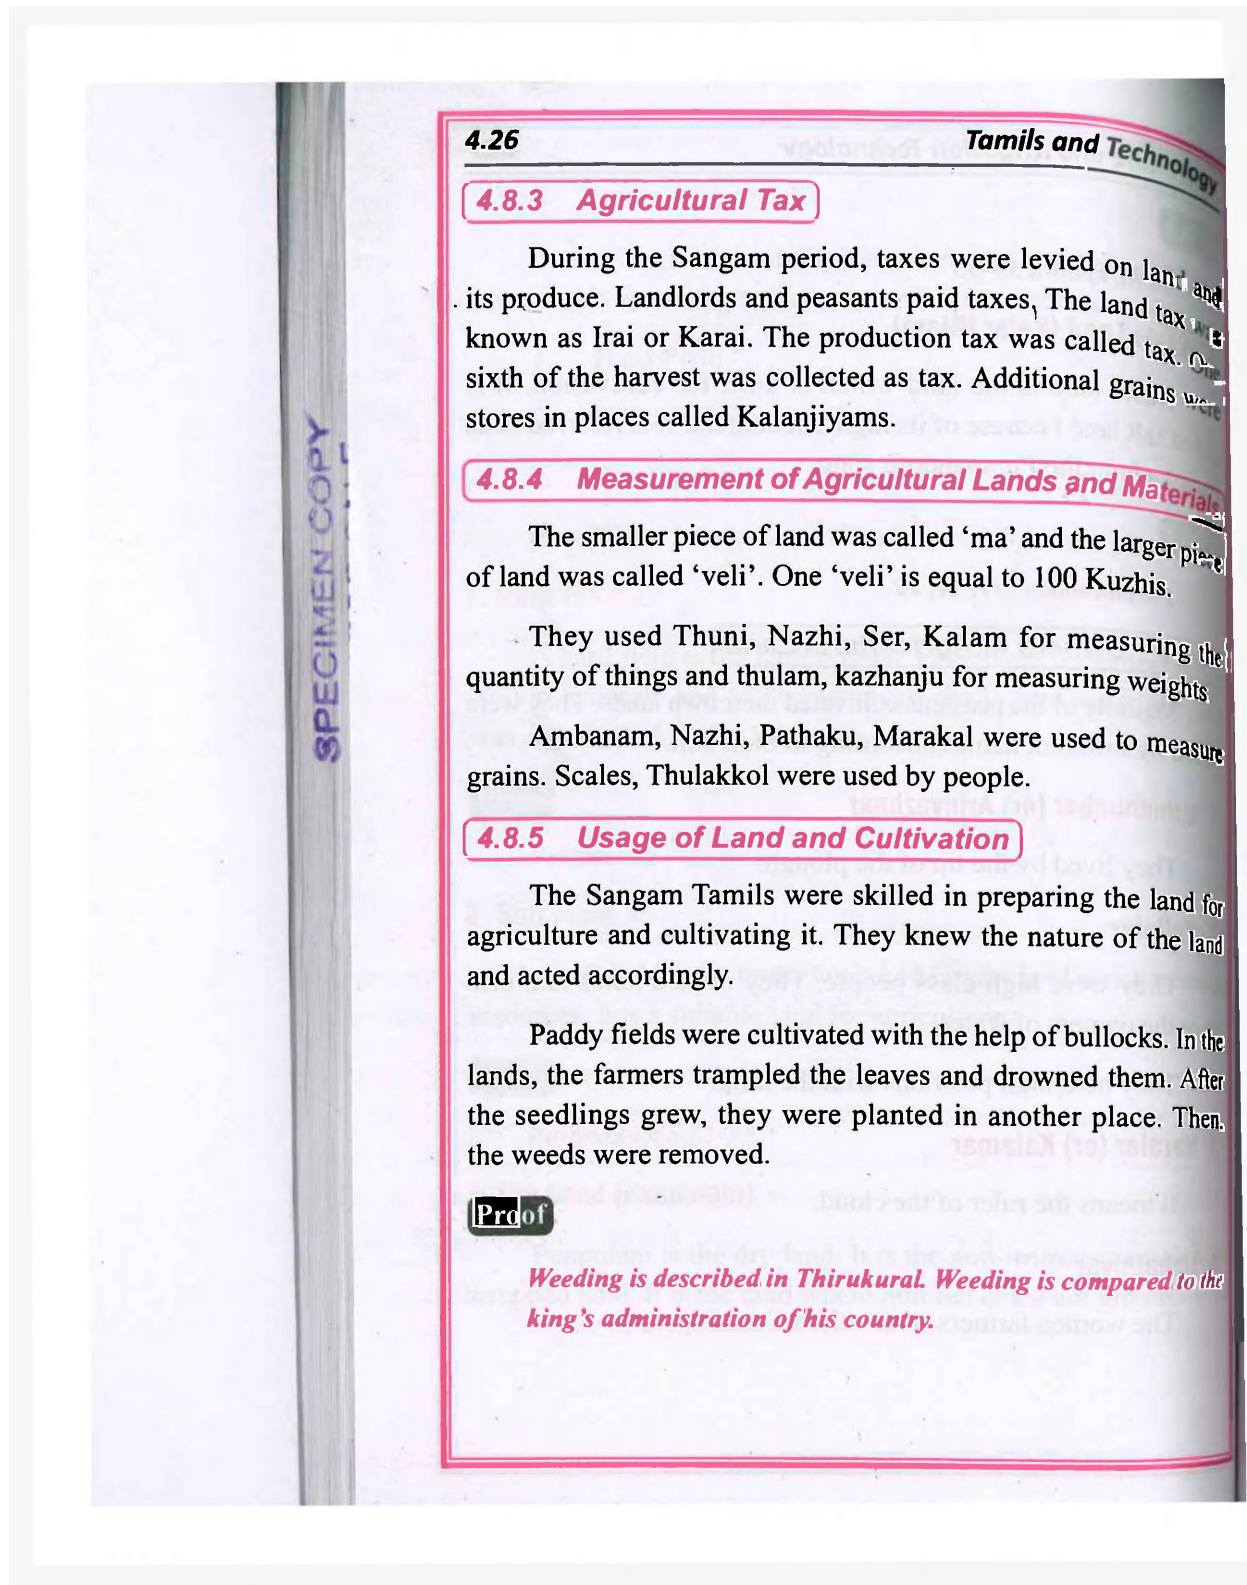 4.26 Tamils and Technology
4.8.3 Agricultural Tax
During the Sangam period, taxes were levied on land and
its produce. Landlords and peasants paid taxes, The land tax was
known as Irai or Karai. The production tax was called tax. One
sixth of the harvest was collected as tax. Additional grains were
stores in places called Kalanjiyams.
4.8.4 Measurement of Agricultural Lands and Materials
The smaller piece of land was called ‘ma’ and the larger piece
of land was called ‘veli’. One ‘veli’ is equal to 100 Kuzhis.
They used Thuni, Nazhi, Ser, Kalam for measuring the
quantity of things and thulam, kazhanju for measuring weights
Ambanam, Nazhi, Pathaku, Marakal were used to measure
grains. Scales, Thulakkol were used by people.
4.8.5 Usage of Land and Cultivation
The Sangam Tamils were skilled in preparing the land for
agriculture and cultivating it. They knew the nature of the land
and acted accordingly.
Paddy fields were cultivated with the help of bullocks. In the
lands, the farmers trampled the leaves and drowned them. After
the seedlings grew, they were planted in another place. Then,
the weeds were removed.
Proof
Weeding is described in Thirukural. Weeding is compared to the
king’s administration of his country.
SPECIMEN COPY